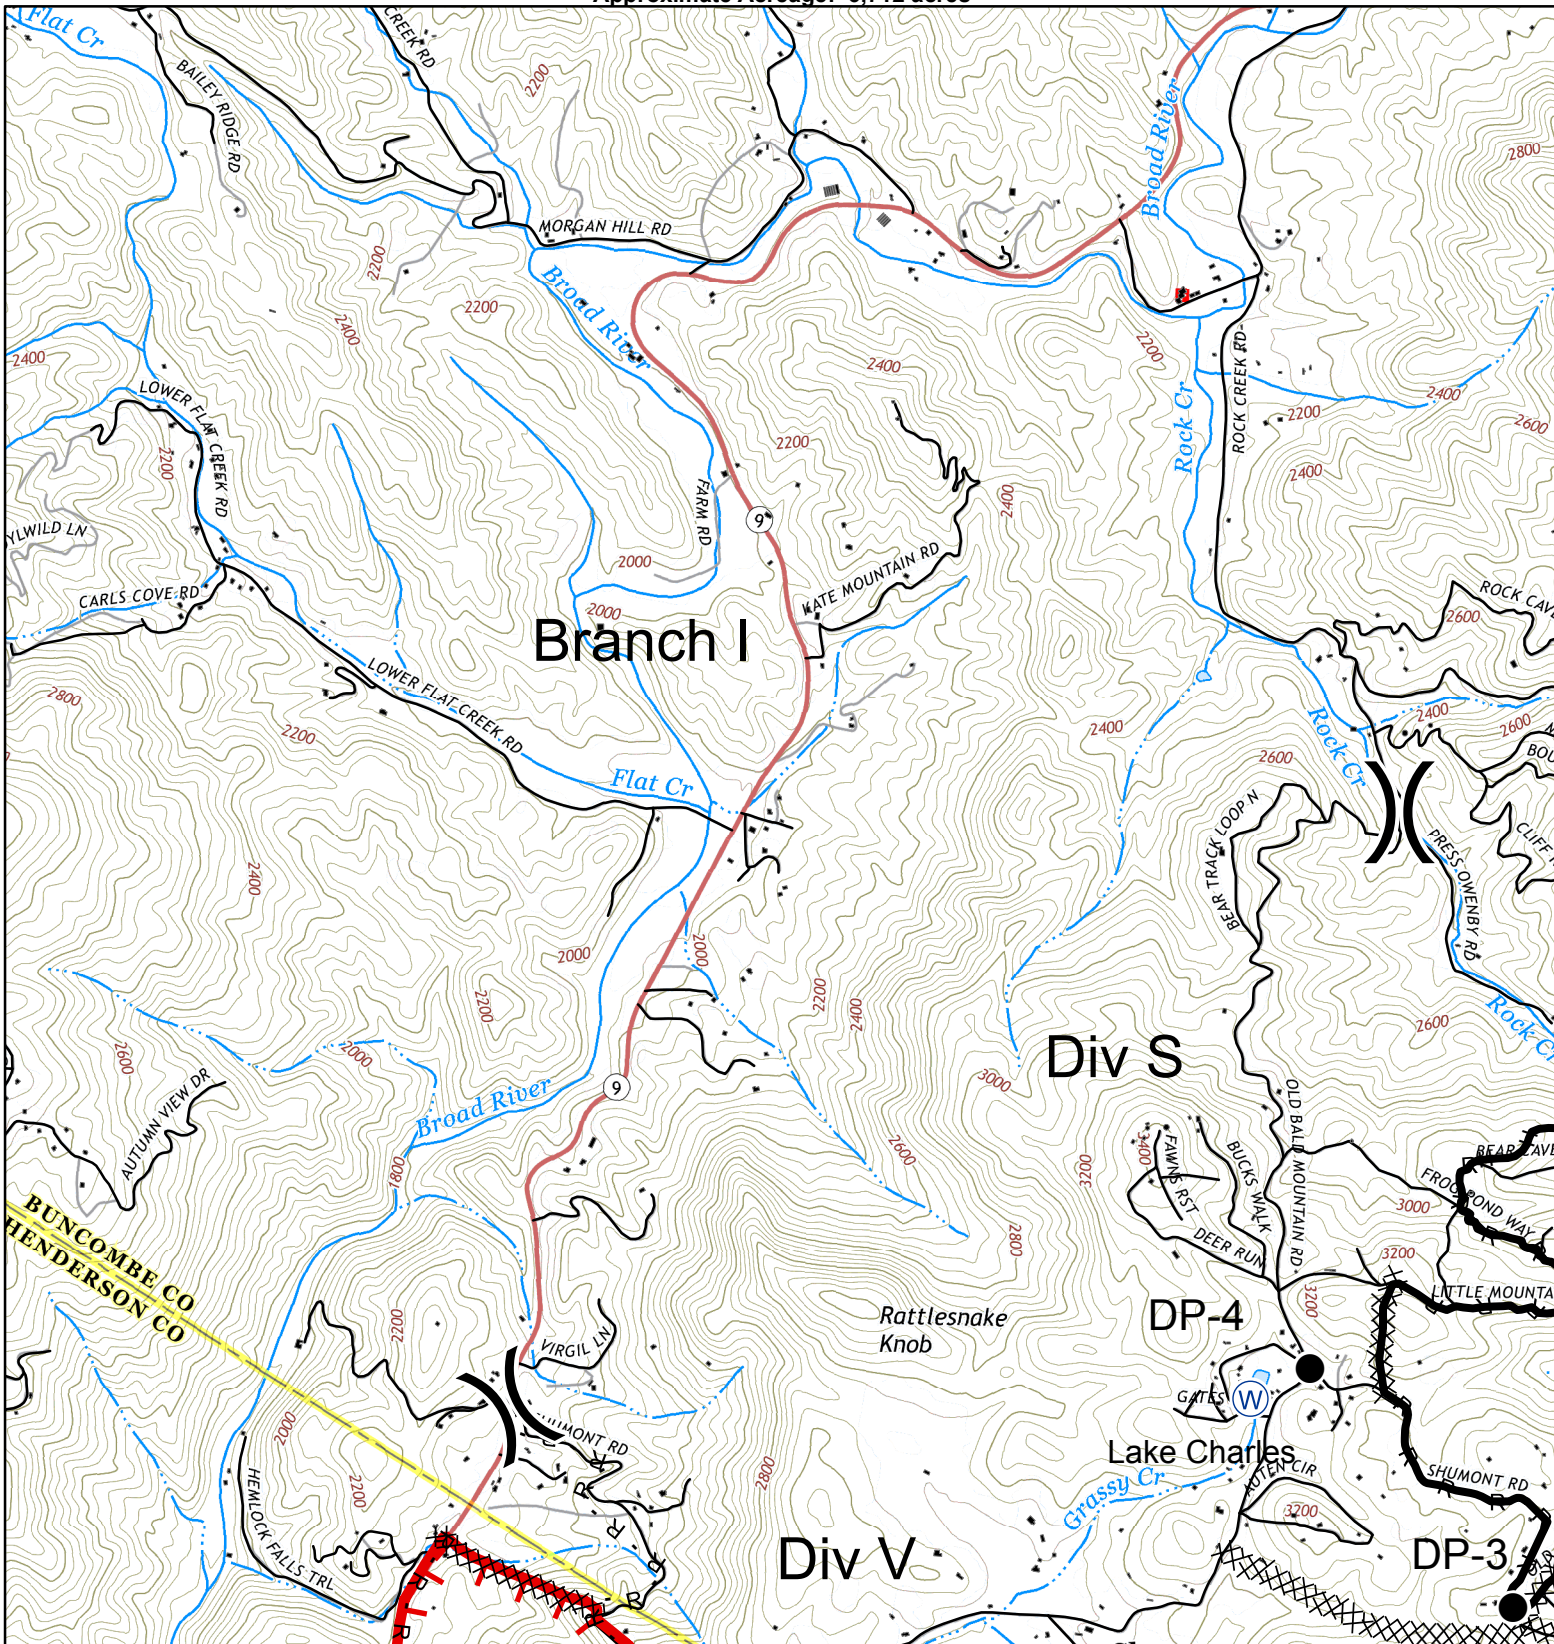 Flat Cr
BAILEY RIDGE RD
CREEK RD
2200
Broad River
2800
MORGAN HILL RD
2200
2400
2200
Broad River
2400
2200
2400
LOWER FLAT CREEK RD
2200
2200
Rock Cr
ROCK CREEK RD
2400
2200
2600
2400
2400
FARM RD
9
2000
KATE MOUNTAIN RD
CARLS COVE RD
2000
Branch I
2600
2800
LOWER FLAT CREEK RD
2200
2400
Rock Cr
2400
2600
2600
Flat Cr
BEAR TRACK LOOP N
PRESS OWENBY RD
2400
2000
2000
2200
2200
2400
Rock Cr
2600
2600
2000
Div S
3000
9
Broad River
AUTUMN VIEW DR
1800
2600
3200
3400
FAWNS RST
BUCKS WALK
OLD BALD MOUNTAIN RD
FROG POND WAY
3000
DEER RUN
2800
3200
BUNCOMBE CO
HENDERSON CO
2200
Rattlesnake
Knob
DP-4
3200
VIRGIL LN
GATES
W
Lake Charles
2000
2200
2800
Grassy Cr
AUTEN CIR
3200
SHUMONT RD
HEMLOCK FALLS TRL
Div V
DP-3